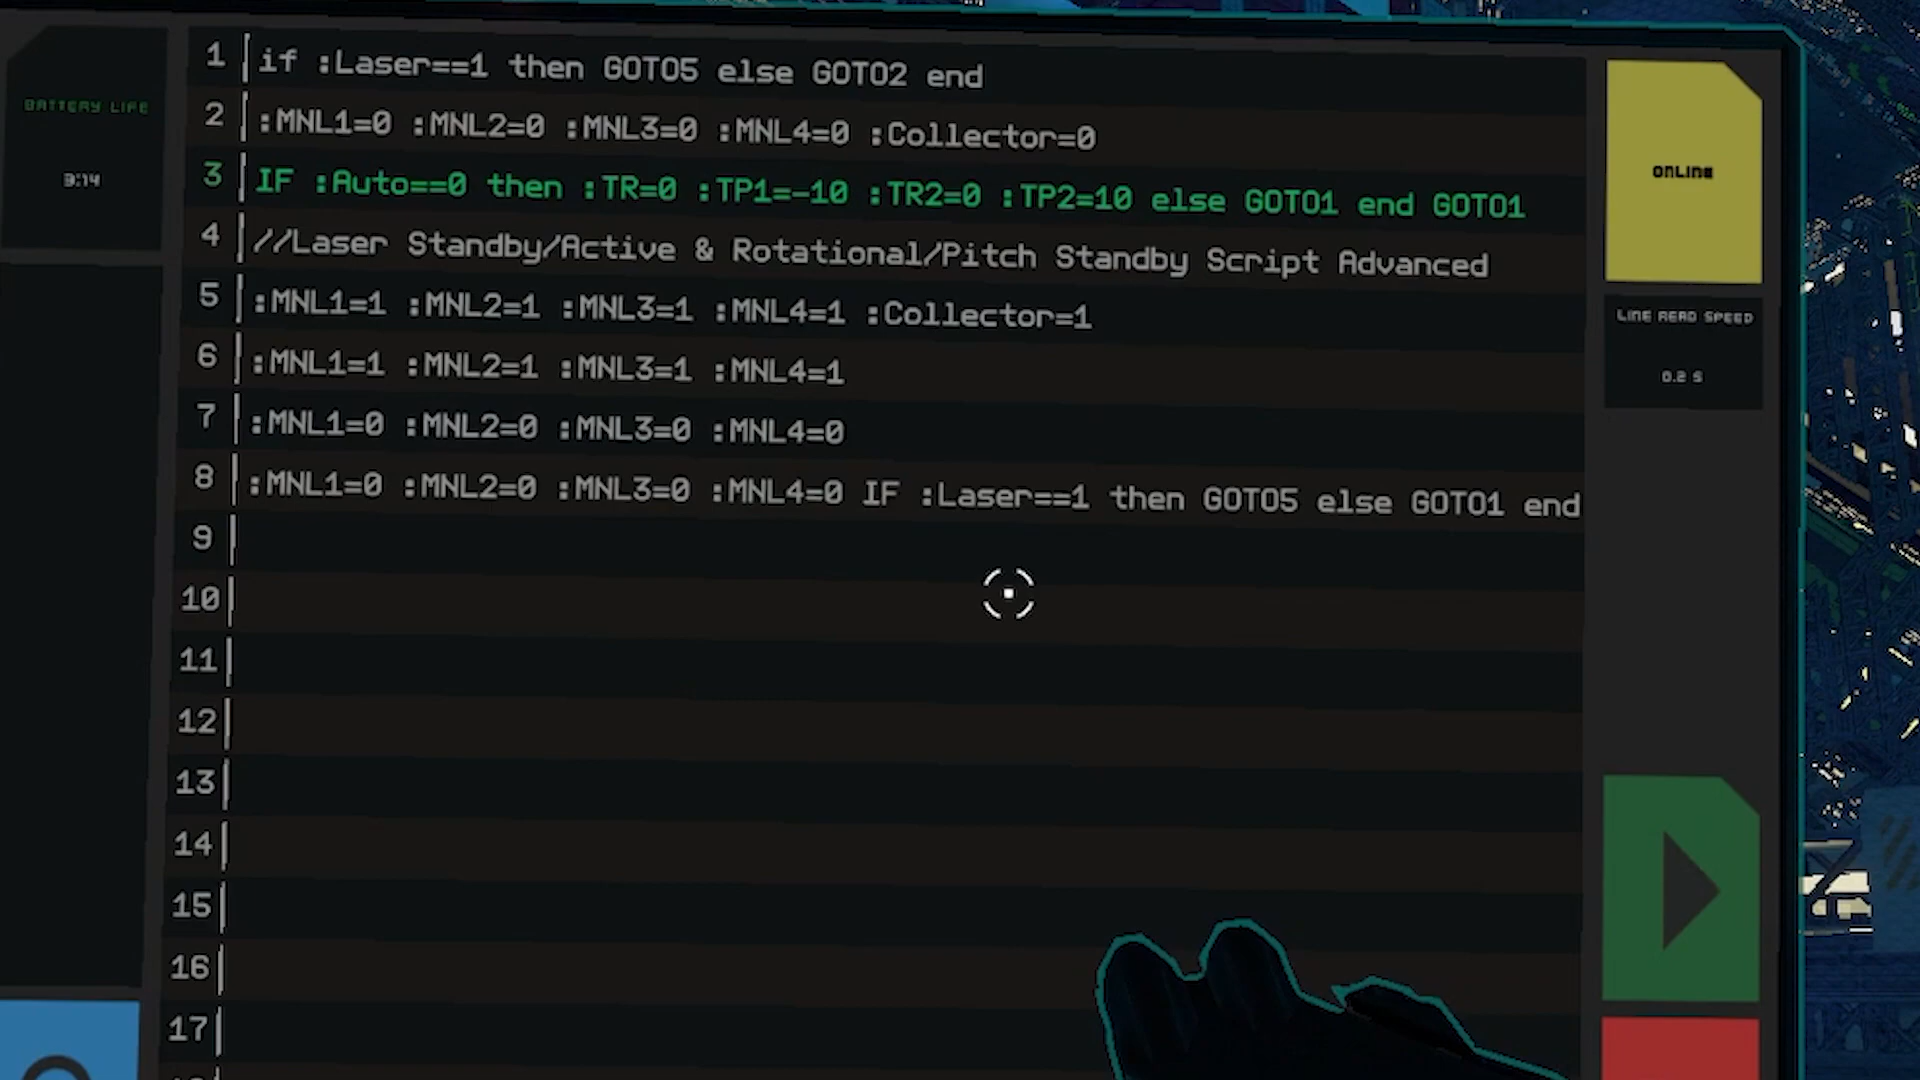 BATTERY LIFE
3:14
1 if :Laser==1 then GOTO5 else GOTO2 end
2 :MNL1=0 :MNL2=0 :MNL3=0 :MNL4=0 :Collector=0
3 IF :Auto==0 then :TR=0 :TP1=-10 :TR2=0 :TP2=10 else GOTO1 end GOTO1
4 //Laser Standby/Active & Rotational/Pitch Standby Script Advanced
5 :MNL1=1 :MNL2=1 :MNL3=1 :MNL4=1 :Collector=1
6 :MNL1=1 :MNL2=1 :MNL3=1 :MNL4=1
7 :MNL1=0 :MNL2=0 :MNL3=0 :MNL4=0
8 :MNL1=0 :MNL2=0 :MNL3=0 :MNL4=0 IF :Laser==1 then GOTO5 else GOTO1 end
9
10
11
12
13
14
15
16
17
ONLINE
LINE READ SPEED
0.2 S